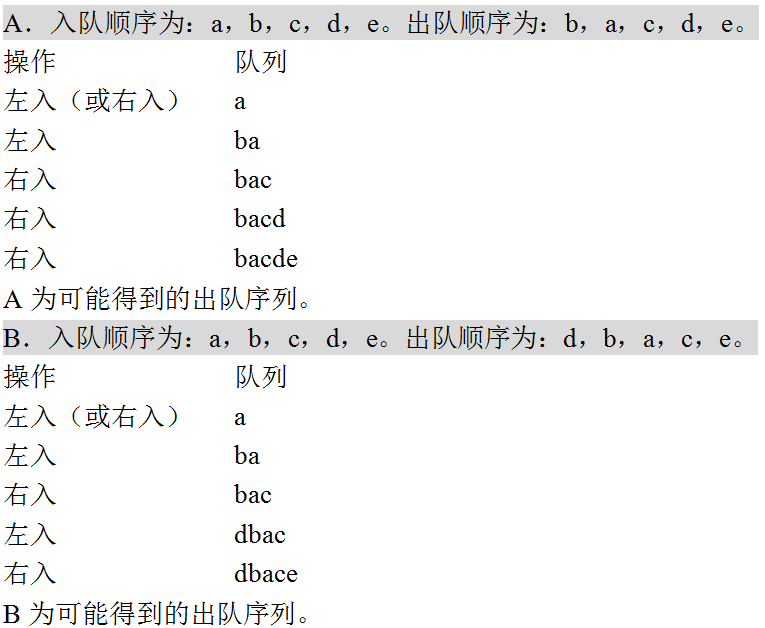 A．入队顺序为：a，b，c，d，e。出队顺序为：b，a，c，d，e。
操作 队列
左入（或右入） a
左入 ba
右入 bac
右入 bacd
右入 bacde
A 为可能得到的出队序列。
B．入队顺序为：a，b，c，d，e。出队顺序为：d，b，a，c，e。
操作 队列
左入（或右入） a
左入 ba
右入 bac
左入 dbac
右入 dbace
B 为可能得到的出队序列。